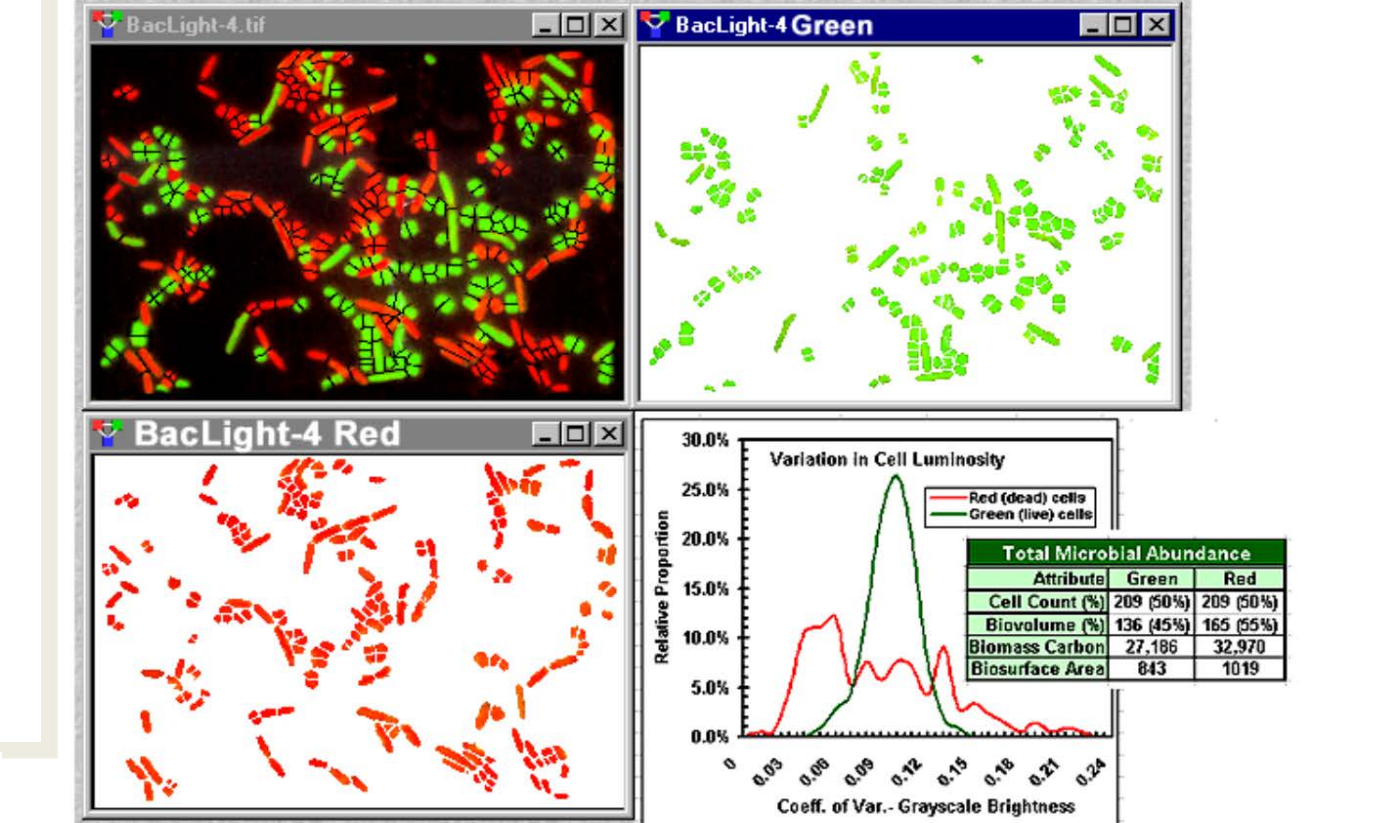 BacLight-4.tif
BacLight-4 Green
BacLight-4 Red
30.0%
25.0%
20.0%
15.0%
10.0%
5.0%
0.0%
Relative Proportion
Variation in Cell Luminosity
Red (dead) cells
Green (live) cells
0 0.03 0.06 0.09 0.12 0.15 0.18 0.21 0.24
Coeff. of Var.- Grayscale Brightness
Total Microbial Abundance
Attribute Green Red
Cell Count (%) 209 (50%) 209 (50%)
Biovolume (%) 136 (45%) 165 (55%)
Biomass Carbon 27,186 32,970
Biosurface Area 843 1019